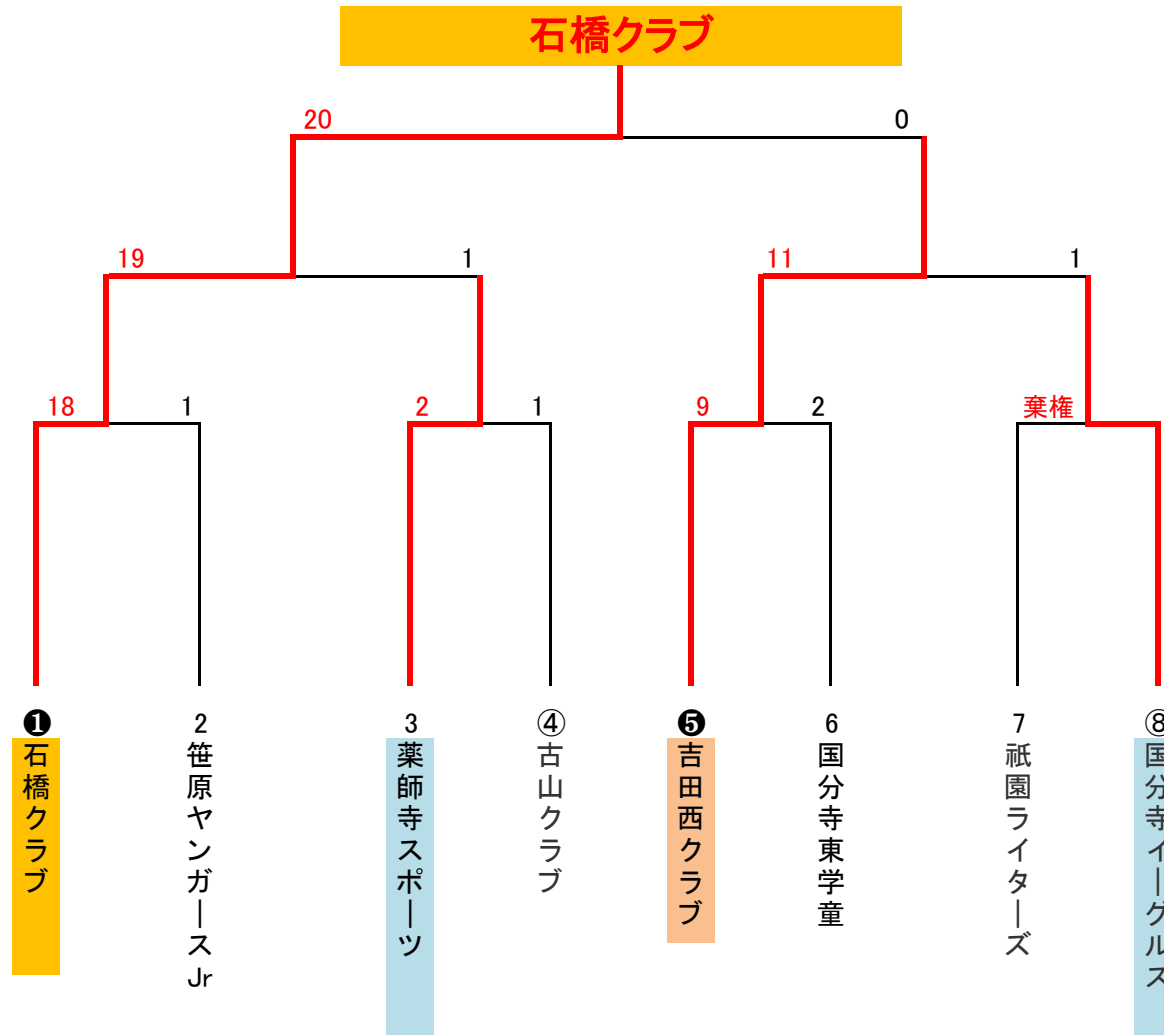 石橋クラブ
20
0
19
1
11
1
18
1
2
1
9
2
棄権
❶
2
3
④
❺
6
7
⑧
石橋クラブ
笹原ヤンガースJr
薬師寺スポーツ
古山クラブ
吉田西クラブ
国分寺東学童
祇園ライターズ
国分寺イーグルス